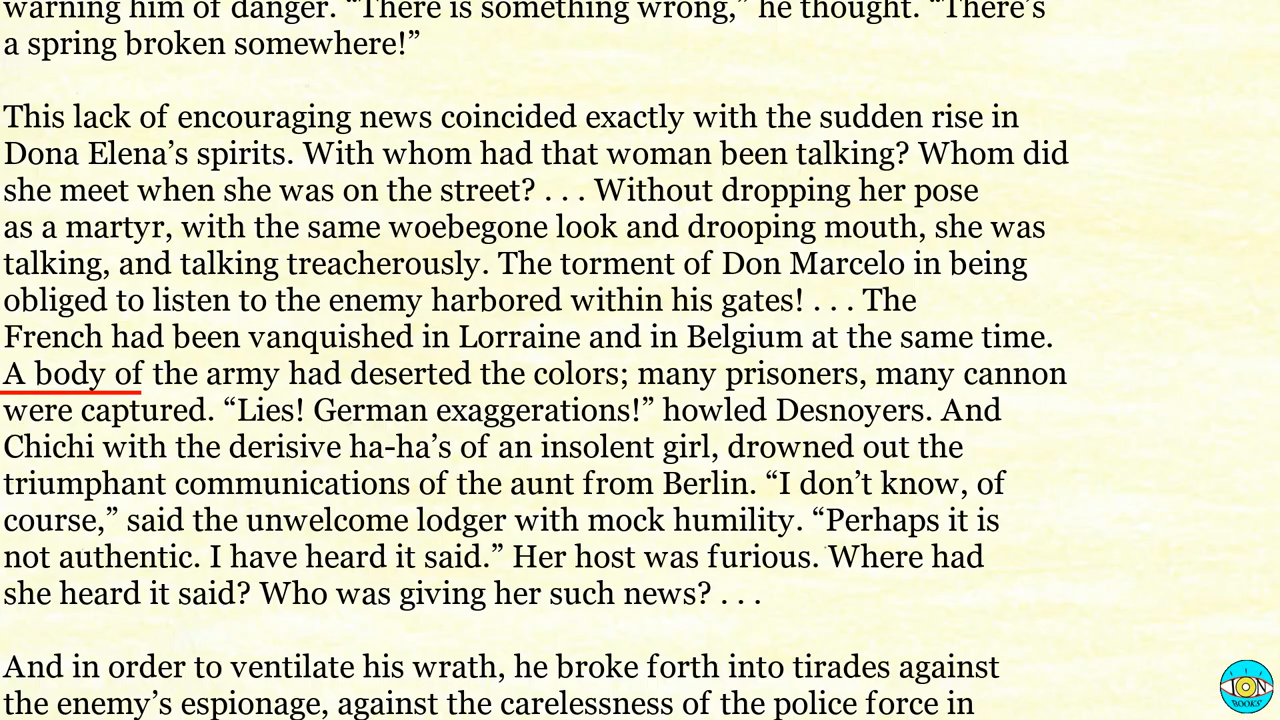 warning him of danger. “There is something wrong,” he thought. “There’s
a spring broken somewhere!”
This lack of encouraging news coincided exactly with the sudden rise in
Dona Elena’s spirits. With whom had that woman been talking? Whom did
she meet when she was on the street? . . . Without dropping her pose
as a martyr, with the same woebegone look and drooping mouth, she was
talking, and talking treacherously. The torment of Don Marcelo in being
obliged to listen to the enemy harbored within his gates! . . . The
French had been vanquished in Lorraine and in Belgium at the same time.
A body of the army had deserted the colors; many prisoners, many cannon
were captured. “Lies! German exaggerations!” howled Desnoyers. And
Chichi with the derisive ha-ha’s of an insolent girl, drowned out the
triumphant communications of the aunt from Berlin. “I don’t know, of
course,” said the unwelcome lodger with mock humility. “Perhaps it is
not authentic. I have heard it said.” Her host was furious. Where had
she heard it said? Who was giving her such news? . . .
And in order to ventilate his wrath, he broke forth into tirades against
the enemy’s espionage, against the carelessness of the police force in
ION
BOOKS